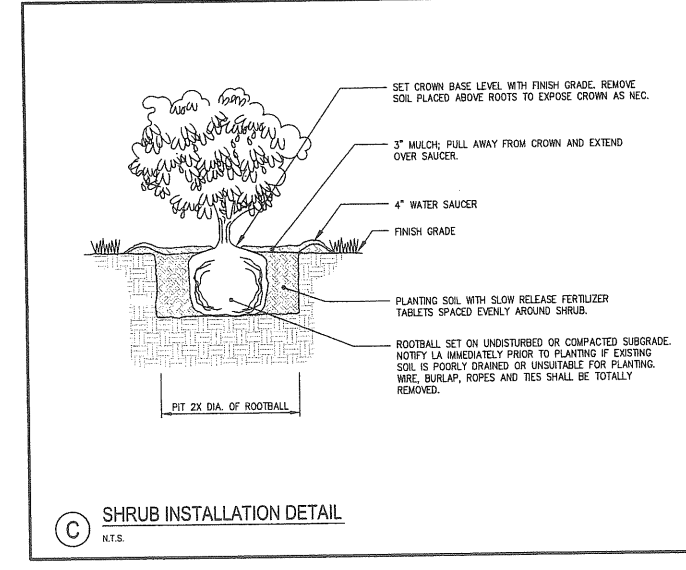 SET CROWN BASE LEVEL WITH FINISH GRADE. REMOVE
SOIL PLACED ABOVE ROOTS TO EXPOSE CROWN AS NEC.
3" MULCH; PULL AWAY FROM CROWN AND EXTEND
OVER SAUCER.
4" WATER SAUCER
FINISH GRADE
PLANTING SOIL WITH SLOW RELEASE FERTILIZER
TABLETS SPACED EVENLY AROUND SHRUB.
ROOTBALL SET ON UNDISTURBED OR COMPACTED SUBGRADE.
NOTIFY LA IMMEDIATELY PRIOR TO PLANTING IF EXISTING
SOIL IS POORLY DRAINED OR UNSUITABLE FOR PLANTING.
WIRE, BURLAP, ROPES AND TIES SHALL BE TOTALLY
REMOVED.
PIT 2X DIA. OF ROOTBALL
C
SHRUB INSTALLATION DETAIL
N.T.S.